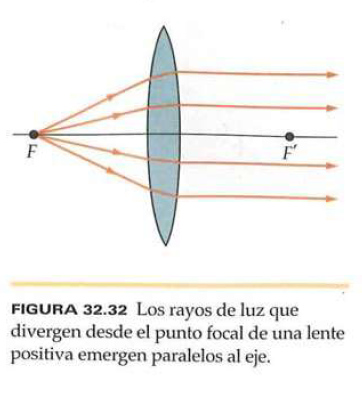 F
F′
FIGURA 32.32 Los rayos de luz que
divergen desde el punto focal de una lente
positiva emergen paralelos al eje.